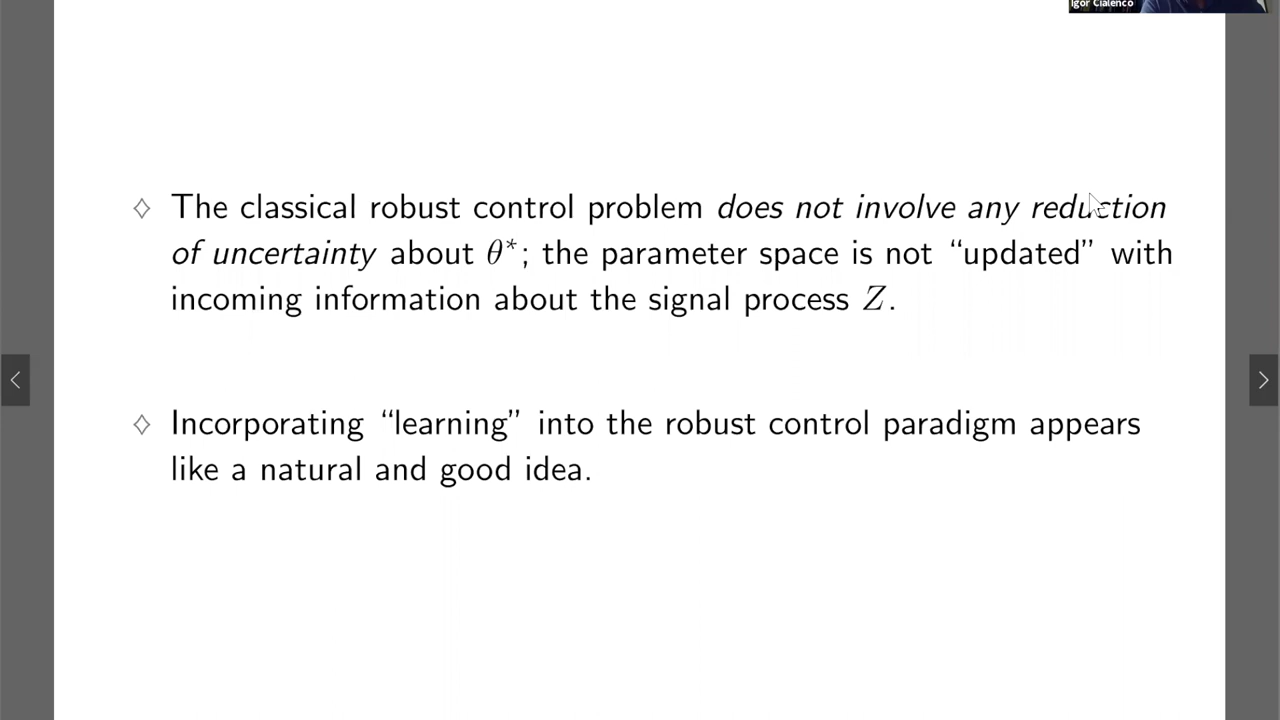 Igor Cialenco
◇ The classical robust control problem does not involve any reduction
of uncertainty about θ*; the parameter space is not “updated” with
incoming information about the signal process Z.
◇ Incorporating “learning” into the robust control paradigm appears
like a natural and good idea.